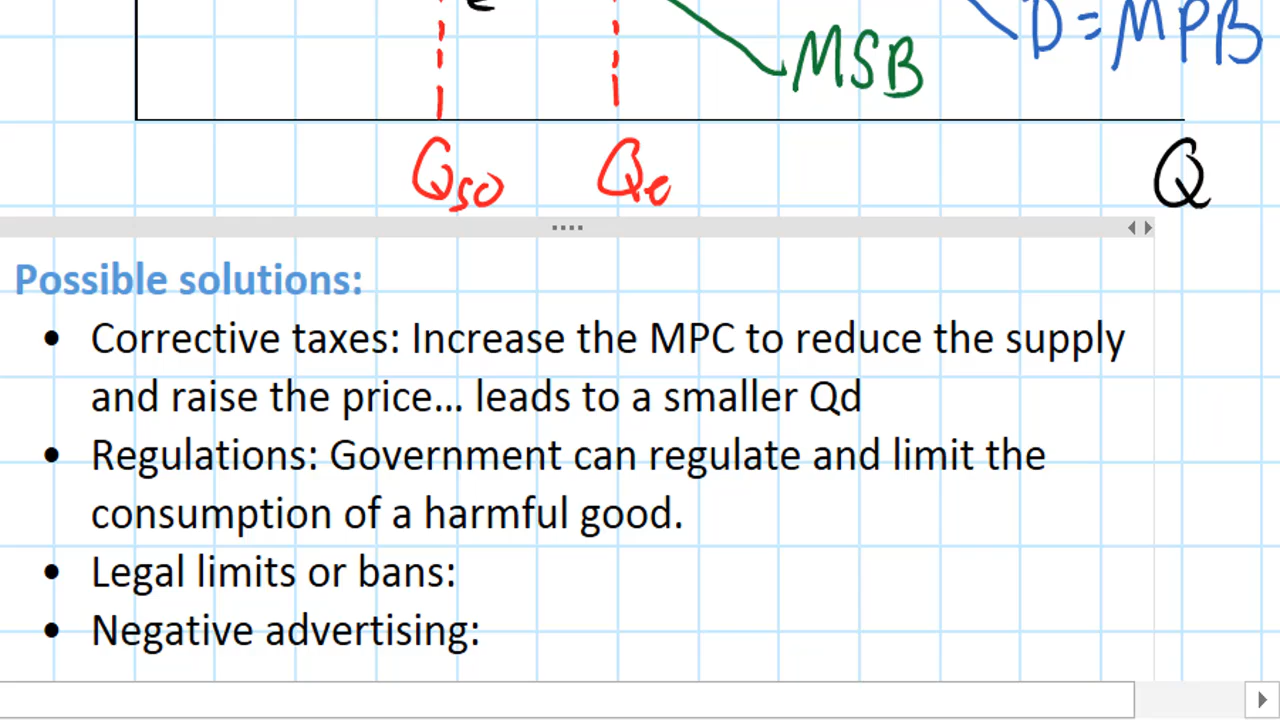 D = MPB
MSB
Qso Qe Q
Possible solutions:
• Corrective taxes: Increase the MPC to reduce the supply
and raise the price... leads to a smaller Qd
• Regulations: Government can regulate and limit the
consumption of a harmful good.
• Legal limits or bans:
• Negative advertising: